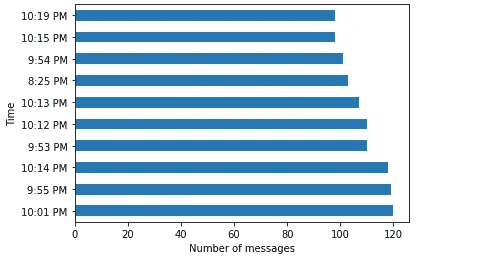 10:19 PM
10:15 PM
9:54 PM
8:25 PM
10:13 PM
10:12 PM
9:53 PM
10:14 PM
9:55 PM
10:01 PM
Time
0 20 40 60 80 100 120
Number of messages